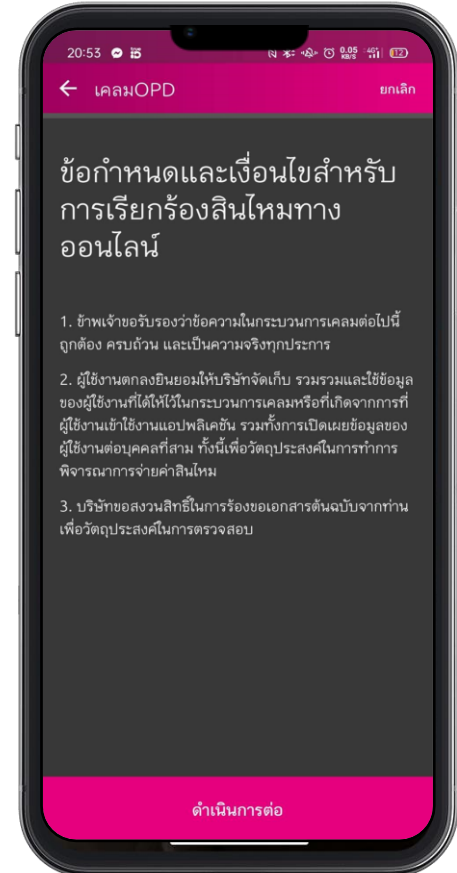 20:53 0.05 KB/S 4G 12
เคลมOPD ยกเลิก
ข้อกำหนดและเงื่อนไขสำหรับ
การเรียกร้องสินไหมทาง
ออนไลน์
1. ข้าพเจ้าขอรับรองว่าข้อความในกระบวนการเคลมต่อไปนี้
ถูกต้อง ครบถ้วน และเป็นความจริงทุกประการ
2. ผู้ใช้งานตกลงยินยอมให้บริษัทจัดเก็บ รวมรวมและใช้ข้อมูล
ของผู้ใช้งานที่ได้ให้ไว้ในกระบวนการเคลมหรือที่เกิดจากการที่
ผู้ใช้งานเข้าใช้งานแอปพลิเคชัน รวมทั้งการเปิดเผยข้อมูลของ
ผู้ใช้งานต่อบุคคลที่สาม ทั้งนี้เพื่อวัตถุประสงค์ในการทำการ
พิจารณาการจ่ายค่าสินไหม
3. บริษัทขอสงวนสิทธิ์ในการร้องขอเอกสารต้นฉบับจากท่าน
เพื่อวัตถุประสงค์ในการตรวจสอบ
ดำเนินการต่อ